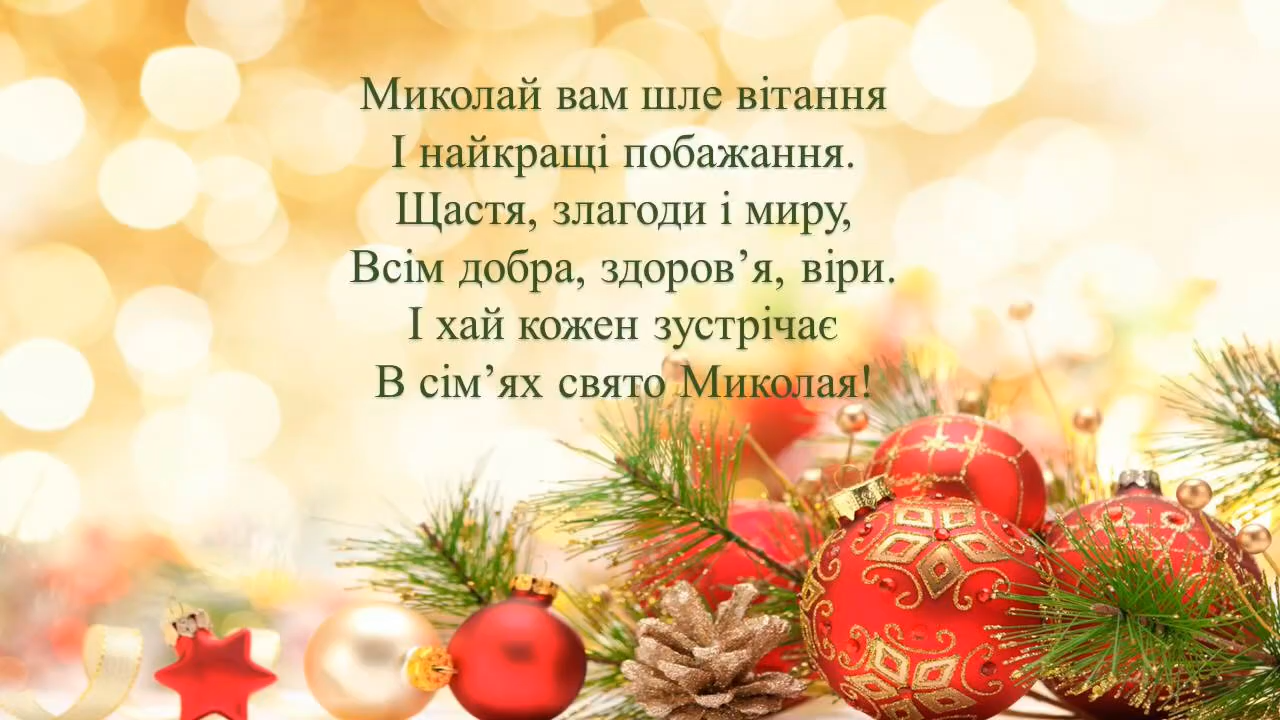 Миколай вам шле вітання
І найкращі побажання.
Щастя, злагоди і миру,
Всім добра, здоров’я, віри.
І хай кожен зустрічає
В сім’ях свято Миколая!